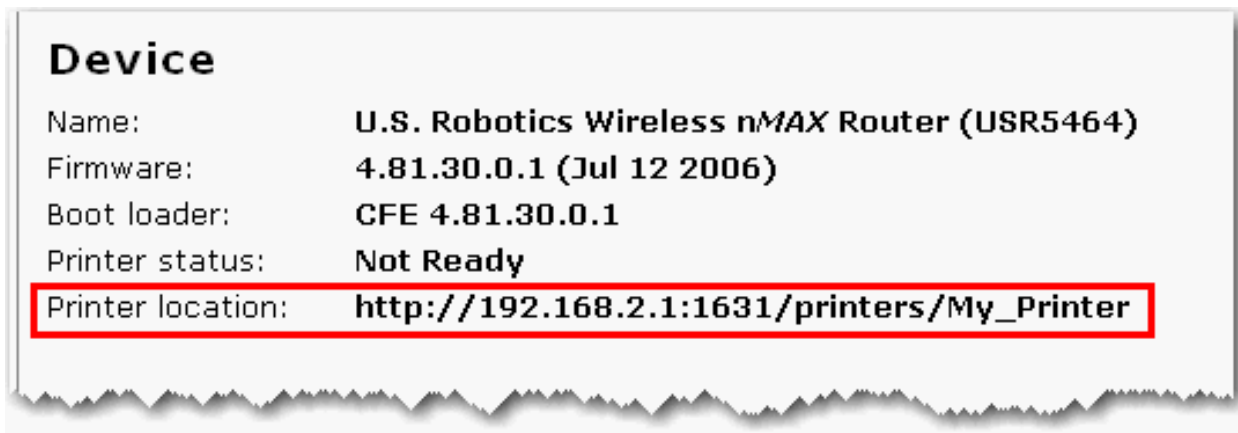 Device
Name: U.S. Robotics Wireless nMAX Router (USR5464)
Firmware: 4.81.30.0.1 (Jul 12 2006)
Boot loader: CFE 4.81.30.0.1
Printer status: Not Ready
Printer location: http://192.168.2.1:1631/printers/My_Printer